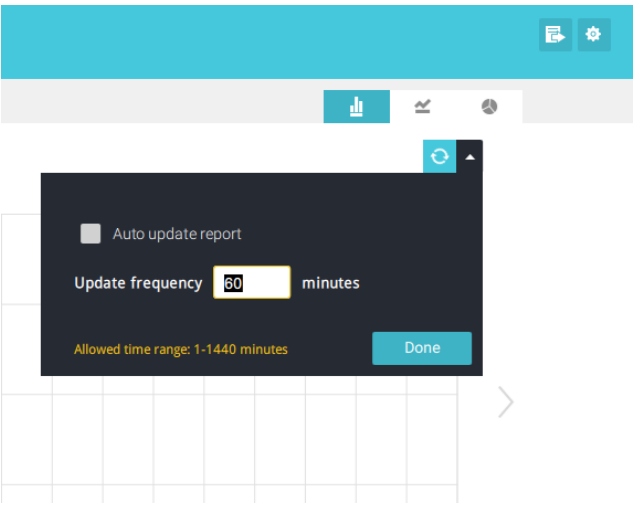 Auto update report
Update frequency 60 minutes
Allowed time range: 1-1440 minutes
Done